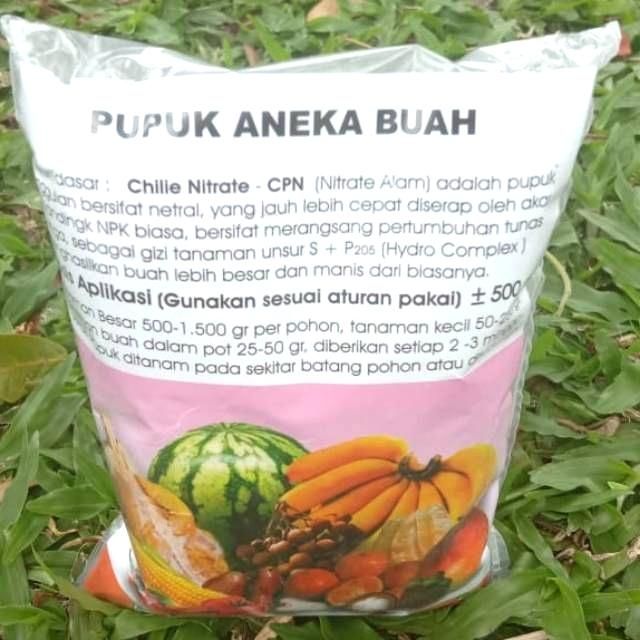 PUPUK ANEKA BUAH
dasar : Chilie Nitrate - CPN (Nitrate Alam) adalah pupuk
bersifat netral, yang jauh lebih cepat diserap oleh
NPK biasa, bersifat merangsang pertumbuhan tunas
sebagai gizi tanaman unsur S + P205 (Hydro Complex)
buah lebih besar dan manis dari biasanya.
Aplikasi (Gunakan sesuai aturan pakai) ± 500
Besar 500-1.500 gr per pohon, tanaman kecil
buah dalam pot 25-50 gr, diberikan setiap 2 -3
ditanam pada sekitar batang pohon atau